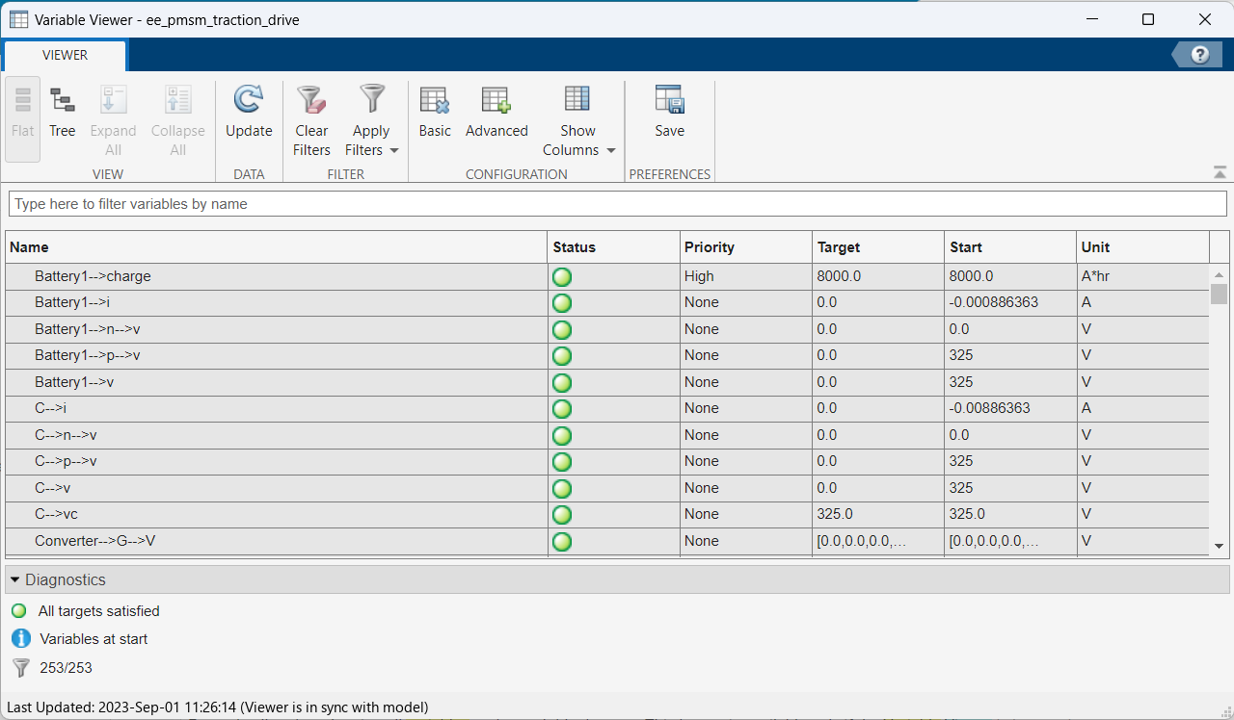 Variable Viewer - ee_pmsm_traction_drive
VIEWER
?
Flat Tree Expand All Collapse All Update Clear Filters Apply Filters Basic Advanced Show Columns Save
VIEW DATA FILTER CONFIGURATION PREFERENCES
Type here to filter variables by name
Name Status Priority Target Start Unit
Battery1-->charge High 8000.0 8000.0 A*hr
Battery1-->i None 0.0 -0.000886363 A
Battery1-->n-->v None 0.0 0.0 V
Battery1-->p-->v None 0.0 325 V
Battery1-->v None 0.0 325 V
C-->i None 0.0 -0.00886363 A
C-->n-->v None 0.0 0.0 V
C-->p-->v None 0.0 325 V
C-->v None 0.0 325 V
C-->vc None 325.0 325.0 V
Converter-->G-->V None [0.0,0.0,0.0,... [0.0,0.0,0.0,... V
Diagnostics
All targets satisfied
Variables at start
253/253
Last Updated: 2023-Sep-01 11:26:14 (Viewer is in sync with model)